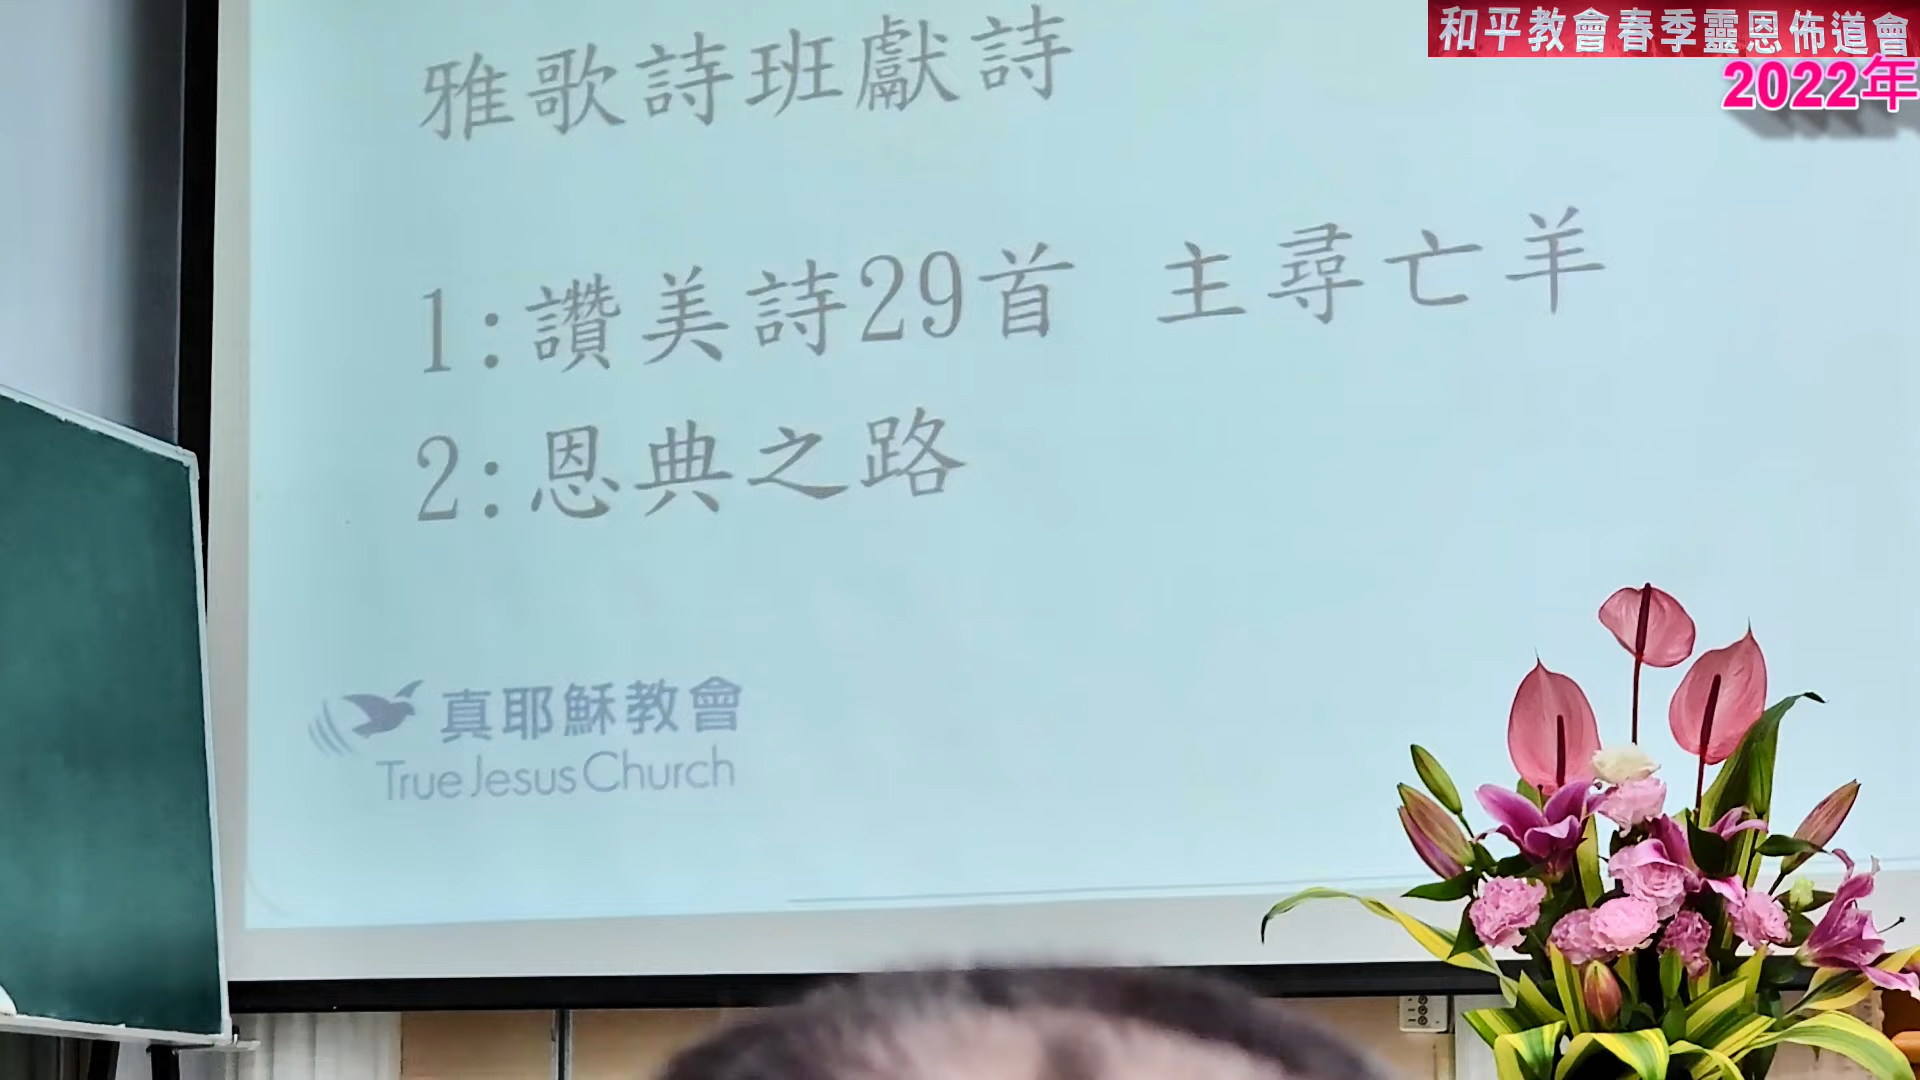 和平教會春季靈恩佈道會
2022年
雅歌詩班獻詩
1:讚美詩29首 主尋亡羊
2:恩典之路
真耶穌教會
True Jesus Church